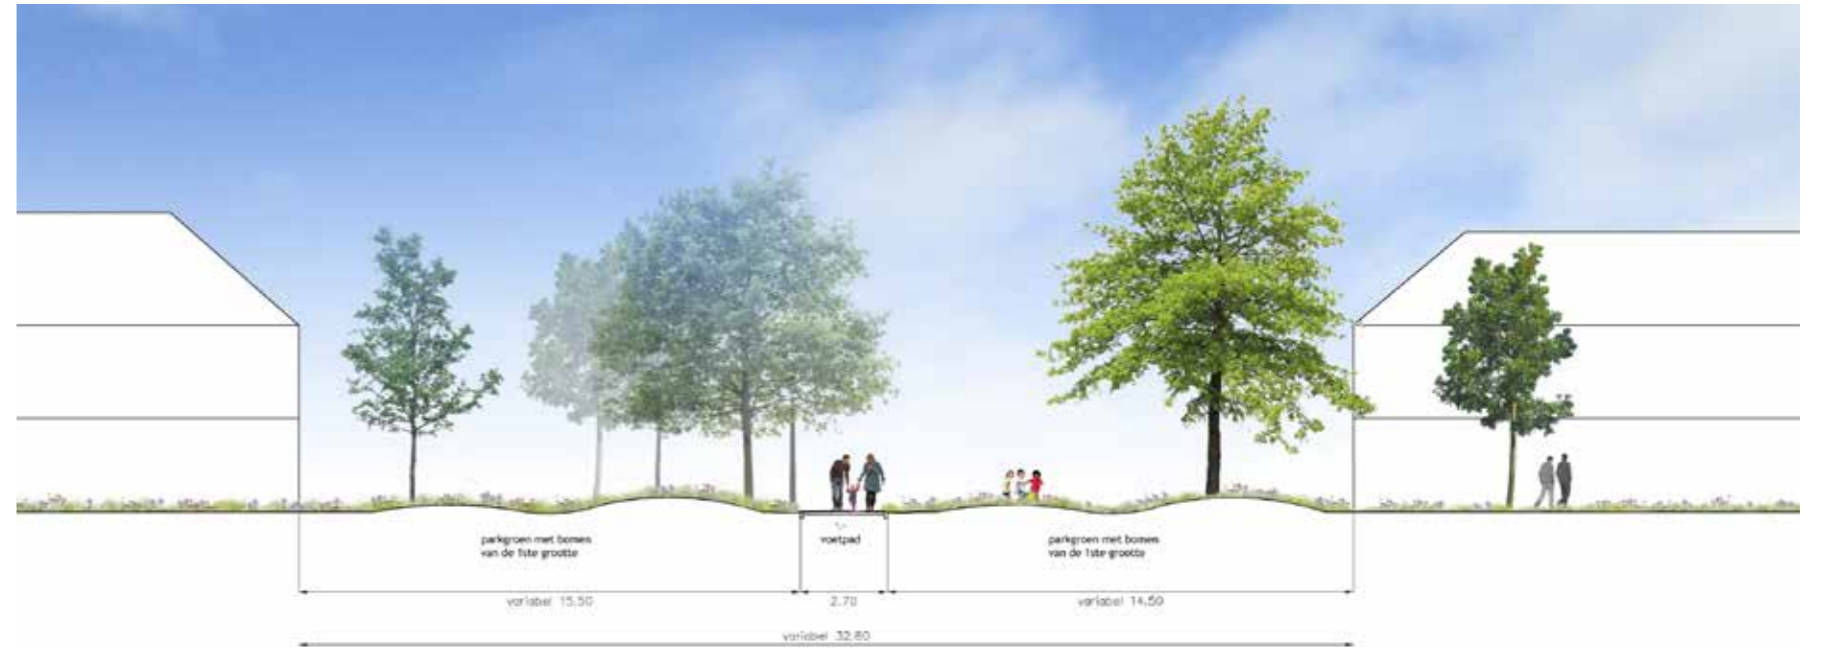 parkgroen met bomen
van de 1ste grootte
voetpad
parkgroen met bomen
van de 1ste grootte
variabel 15.50
2.70
variabel 14.50
variabel 32.80